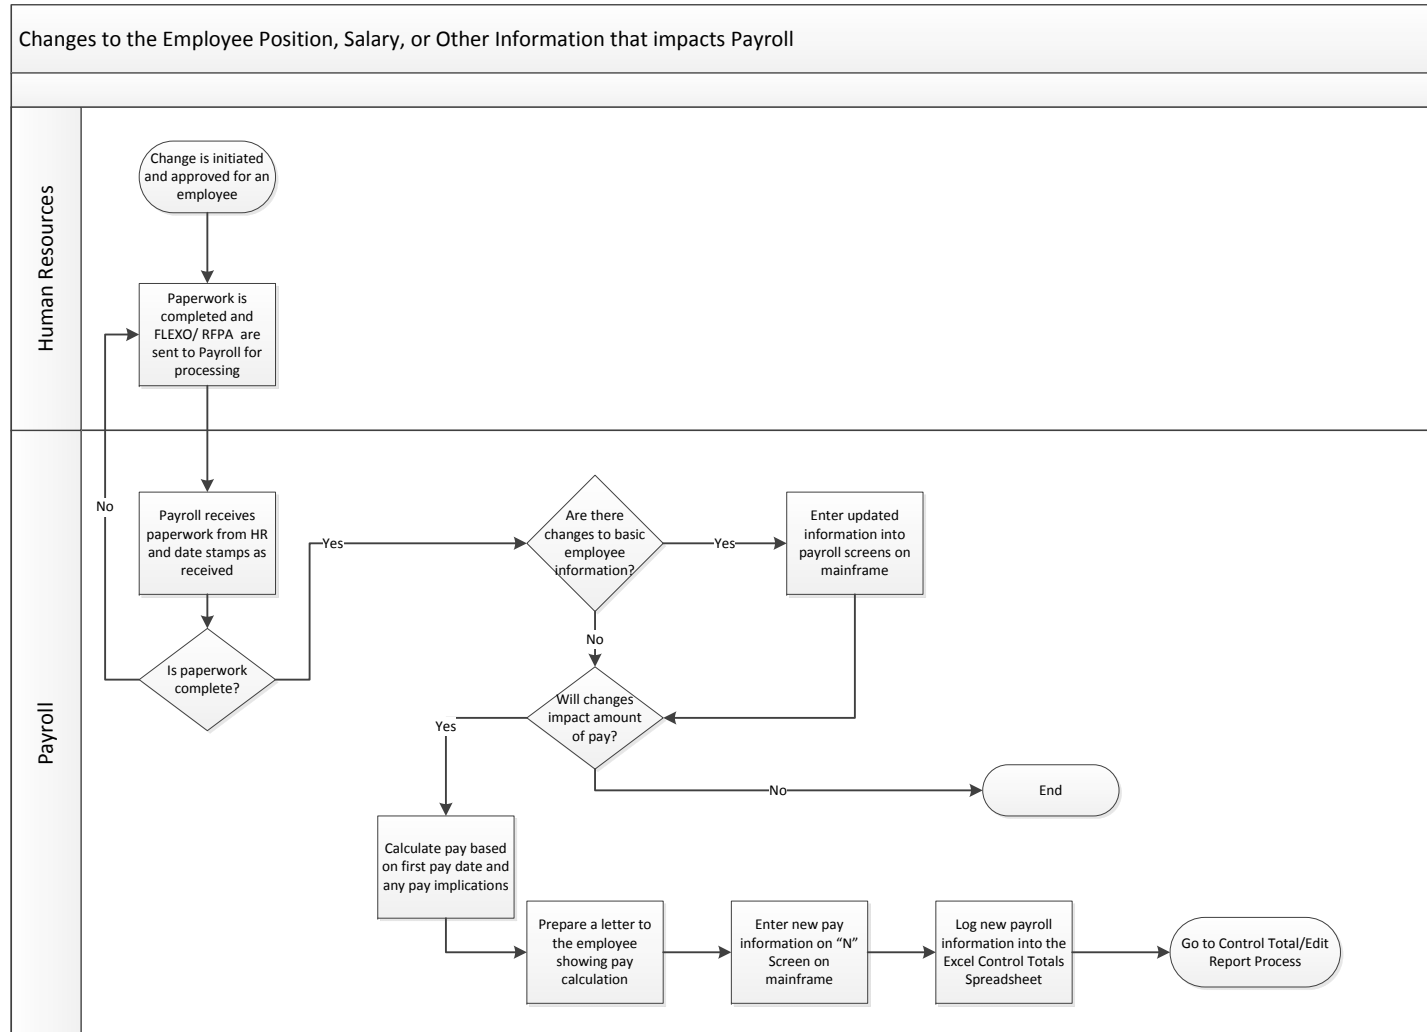 Changes to the Employee Position, Salary, or Other Information that impacts Payroll
Human Resources
Change is initiated
and approved for an
employee
Paperwork is
completed and
FLEXO/ RFPA are
sent to Payroll for
processing
Payroll
No
Payroll receives
paperwork from HR
and date stamps as
received
Is paperwork
complete?
Yes
Are there
changes to basic
employee
information?
Yes
Enter updated
information into
payroll screens on
mainframe
No
Will changes
impact amount
of pay?
Yes
No
End
Calculate pay based
on first pay date and
any pay implications
Prepare a letter to
the employee
showing pay
calculation
Enter new pay
information on “N”
Screen on
mainframe
Log new payroll
information into the
Excel Control Totals
Spreadsheet
Go to Control Total/Edit
Report Process